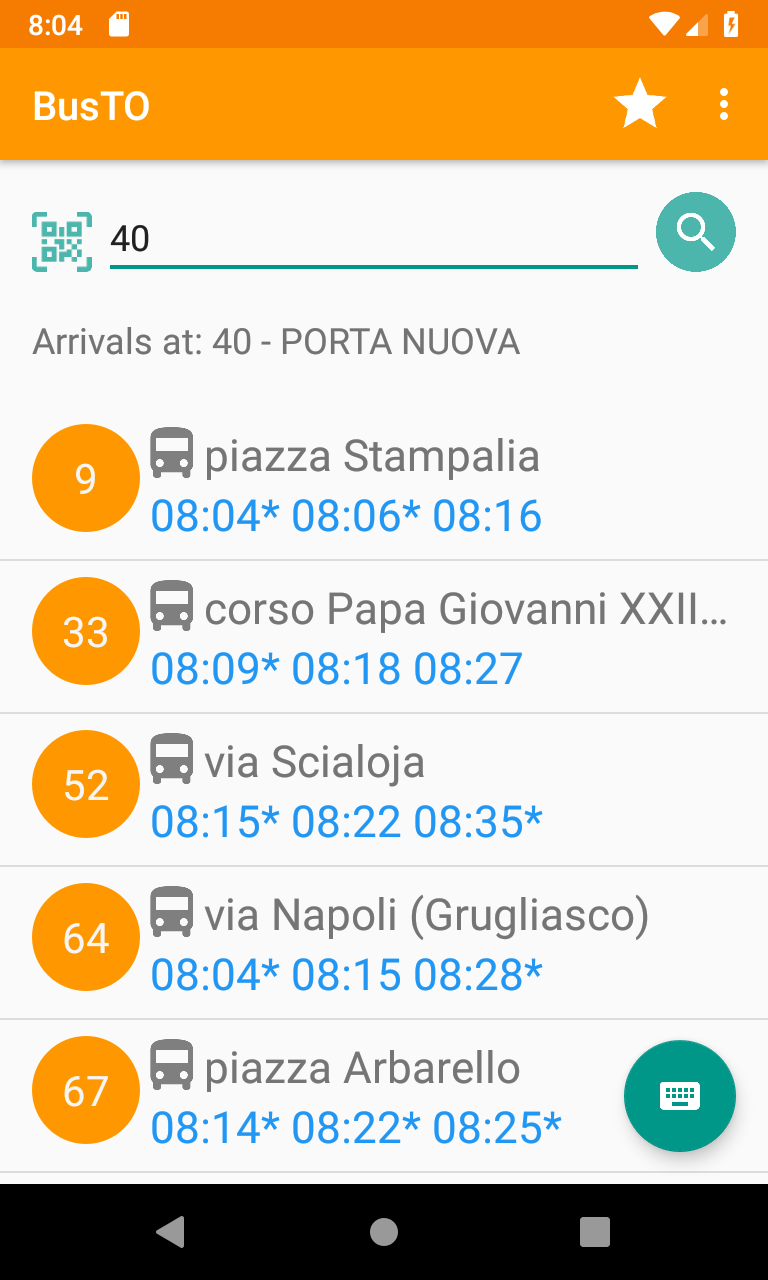 8:04
BusTO
40
Arrivals at: 40 - PORTA NUOVA
9
piazza Stampalia
08:04* 08:06* 08:16
33
corso Papa Giovanni XXII...
08:09* 08:18 08:27
52
via Scialoja
08:15* 08:22 08:35*
64
via Napoli (Grugliasco)
08:04* 08:15 08:28*
67
piazza Arbarello
08:14* 08:22* 08:25*